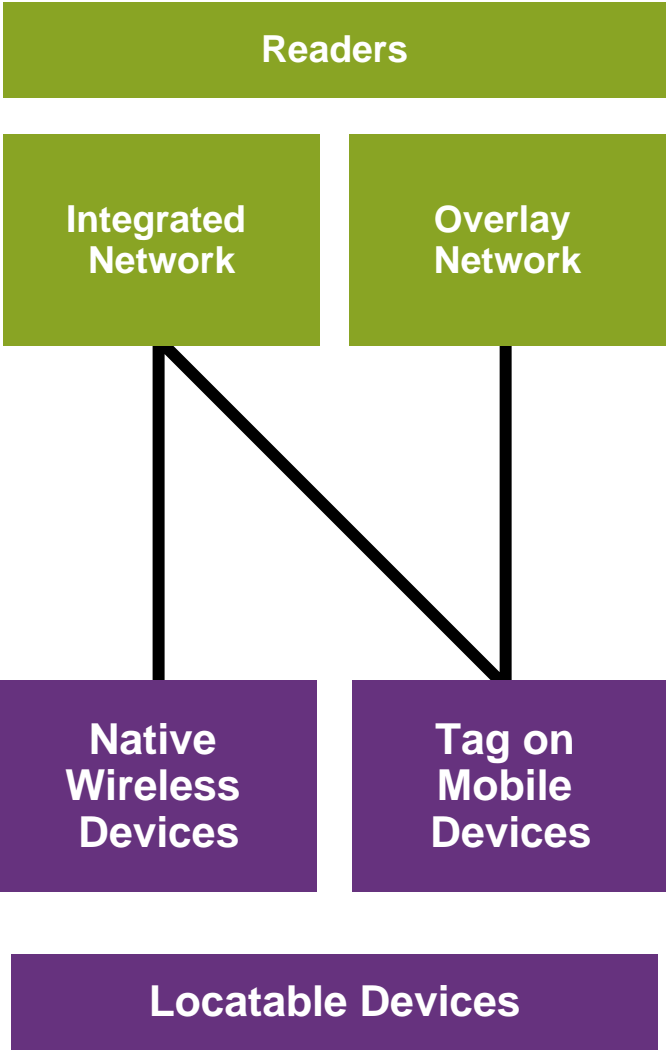 Readers
Integrated
Network
Overlay
Network
Native
Wireless
Devices
Tag on
Mobile
Devices
Locatable Devices